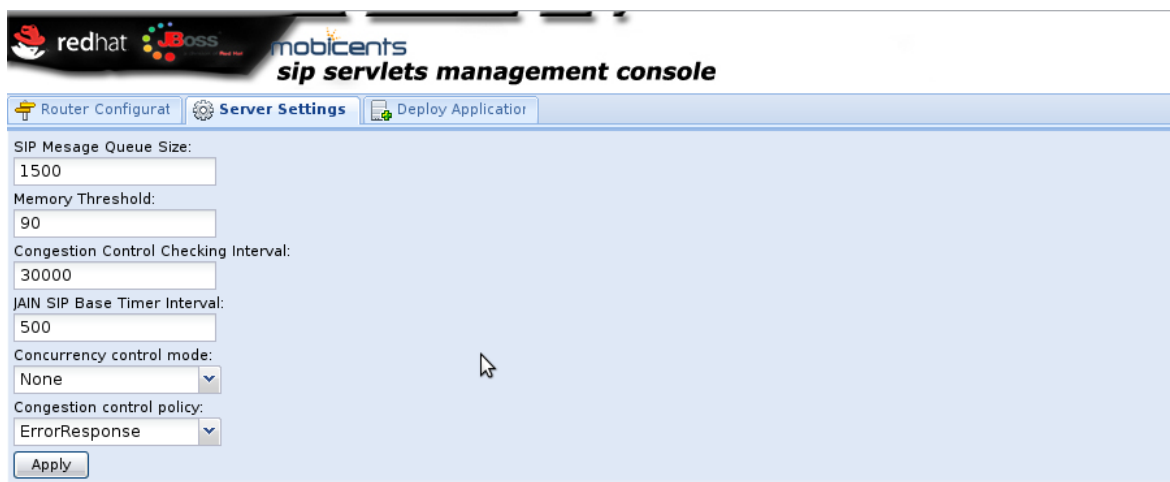 redhat JBoss mobicents
sip servlets management console
Router Configurat Server Settings Deploy Applicatior
SIP Mesage Queue Size:
1500
Memory Threshold:
90
Congestion Control Checking Interval:
30000
JAIN SIP Base Timer Interval:
500
Concurrency control mode:
None
Congestion control policy:
ErrorResponse
Apply